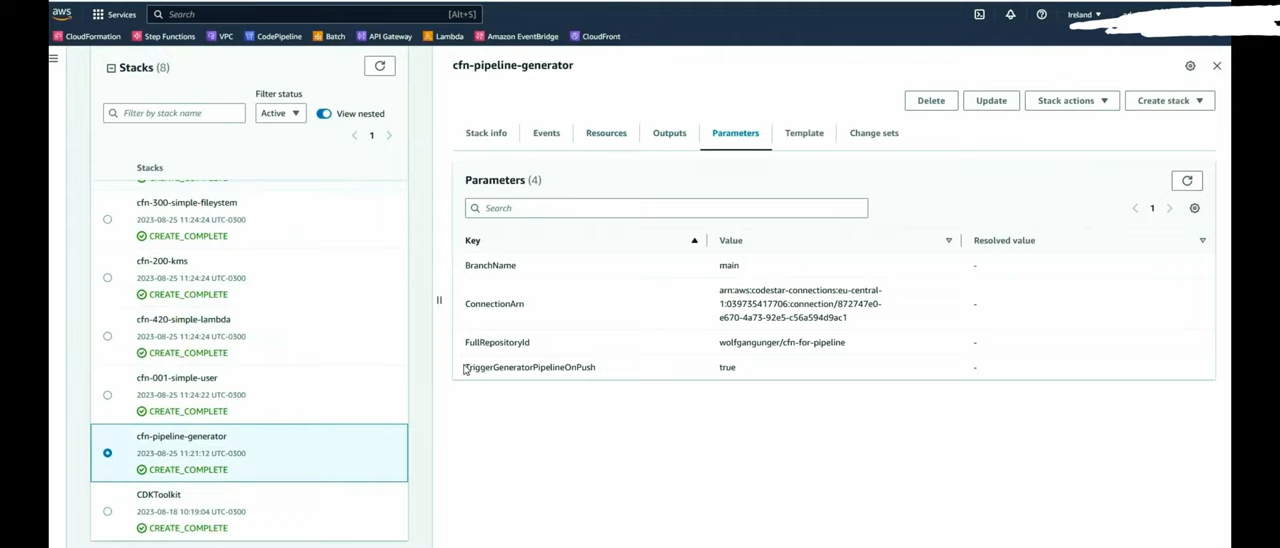 aws
Services
Search
[Alt+S]
Ireland
CloudFormation
Step Functions
VPC
CodePipeline
Batch
API Gateway
Lambda
Amazon EventBridge
CloudFront
Stacks (8)
Filter status
Filter by stack name
Active
View nested
1
Stacks
CREATE_COMPLETE
cfn-300-simple-fileystem
2023-08-25 11:24:24 UTC-0300
CREATE_COMPLETE
cfn-200-kms
2023-08-25 11:24:24 UTC-0300
CREATE_COMPLETE
cfn-420-simple-lambda
2023-08-25 11:24:24 UTC-0300
CREATE_COMPLETE
cfn-001-simple-user
2023-08-25 11:24:22 UTC-0300
CREATE_COMPLETE
cfn-pipeline-generator
2023-08-25 11:21:12 UTC-0300
CREATE_COMPLETE
CDKToolkit
2023-08-18 10:19:04 UTC-0300
CREATE_COMPLETE
cfn-pipeline-generator
Delete
Update
Stack actions
Create stack
Stack info
Events
Resources
Outputs
Parameters
Template
Change sets
Parameters (4)
Search
1
Key
Value
Resolved value
BranchName
main
-
ConnectionArn
arn:aws:codestar-connections:eu-central-
1:039735417706:connection/872747e0-
e670-4a73-92e5-c56a594d9ac1
-
FullRepositoryId
wolfgangunger/cfn-for-pipeline
-
TriggerGeneratorPipelineOnPush
true
-